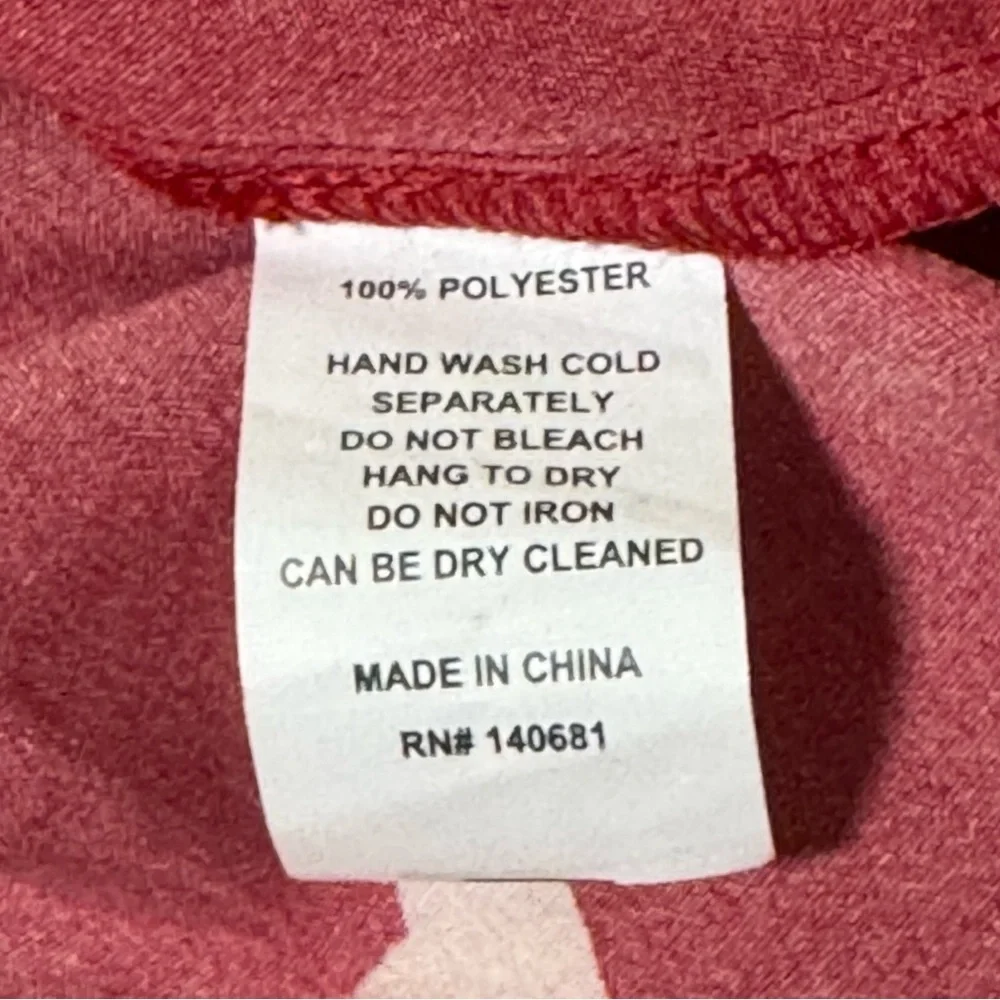 100% POLYESTER
HAND WASH COLD
SEPARATELY
DO NOT BLEACH
HANG TO DRY
DO NOT IRON
CAN BE DRY CLEANED
MADE IN CHINA
RN# 140681